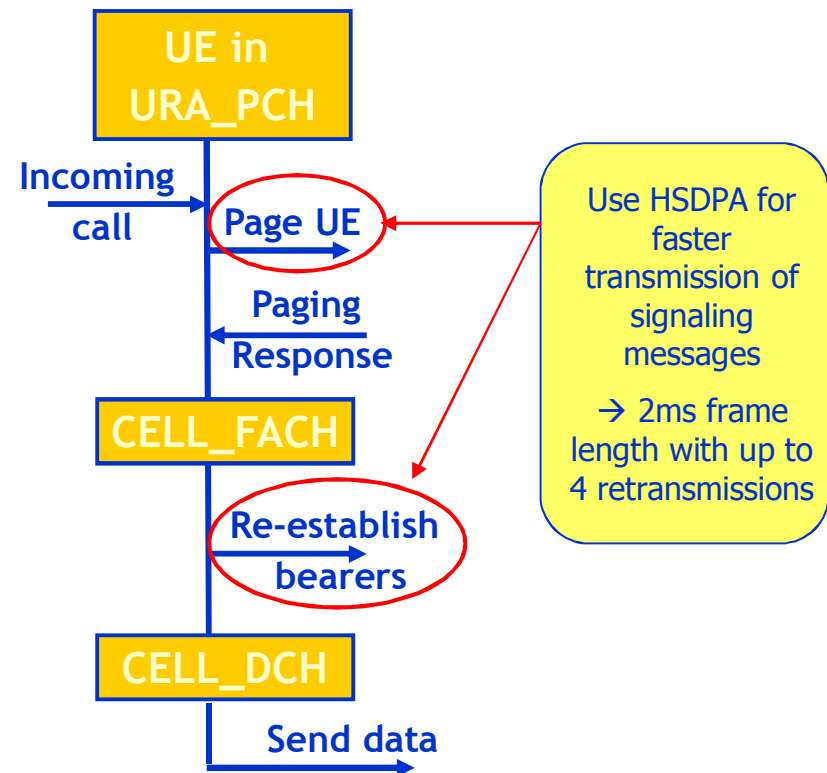 UE in
URA_PCH
Incoming
call
Page UE
Paging
Response
CELL_FACH
Re-establish
bearers
CELL_DCH
Send data
Use HSDPA for
faster
transmission of
signaling
messages
→ 2ms frame
length with up to
4 retransmissions